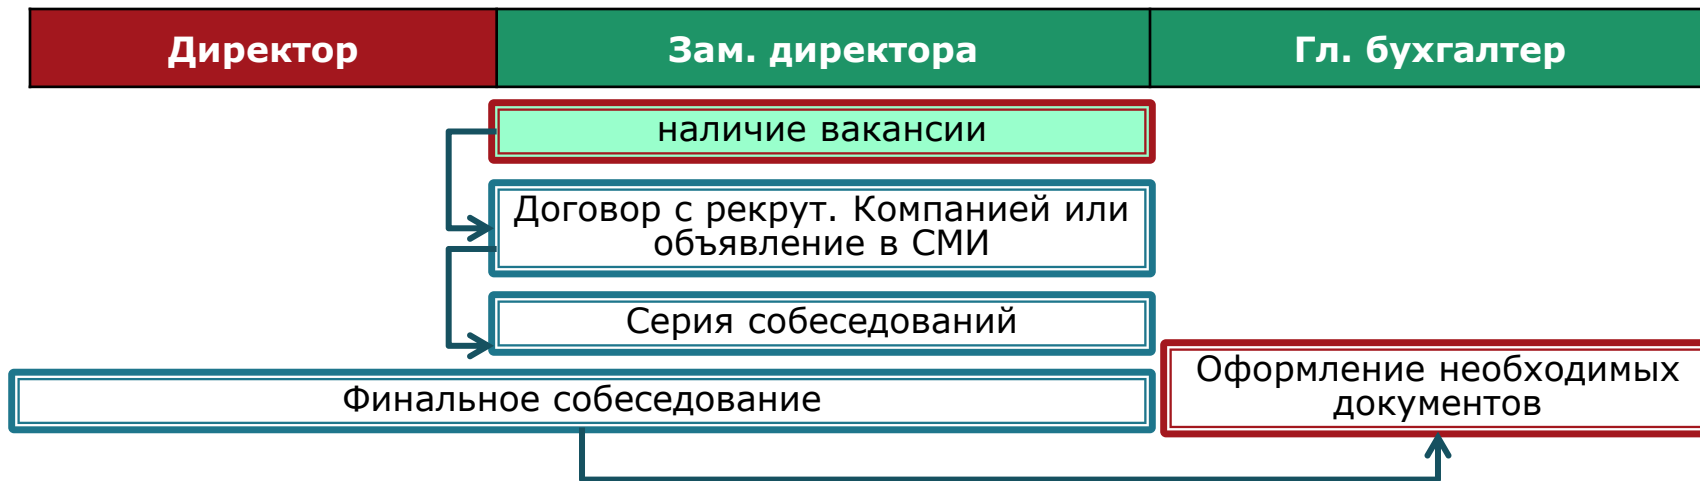 Директор
Зам. директора
Гл. бухгалтер
наличие вакансии
Договор с рекрут. Компанией или
объявление в СМИ
Серия собеседований
Финальное собеседование
Оформление необходимых
документов